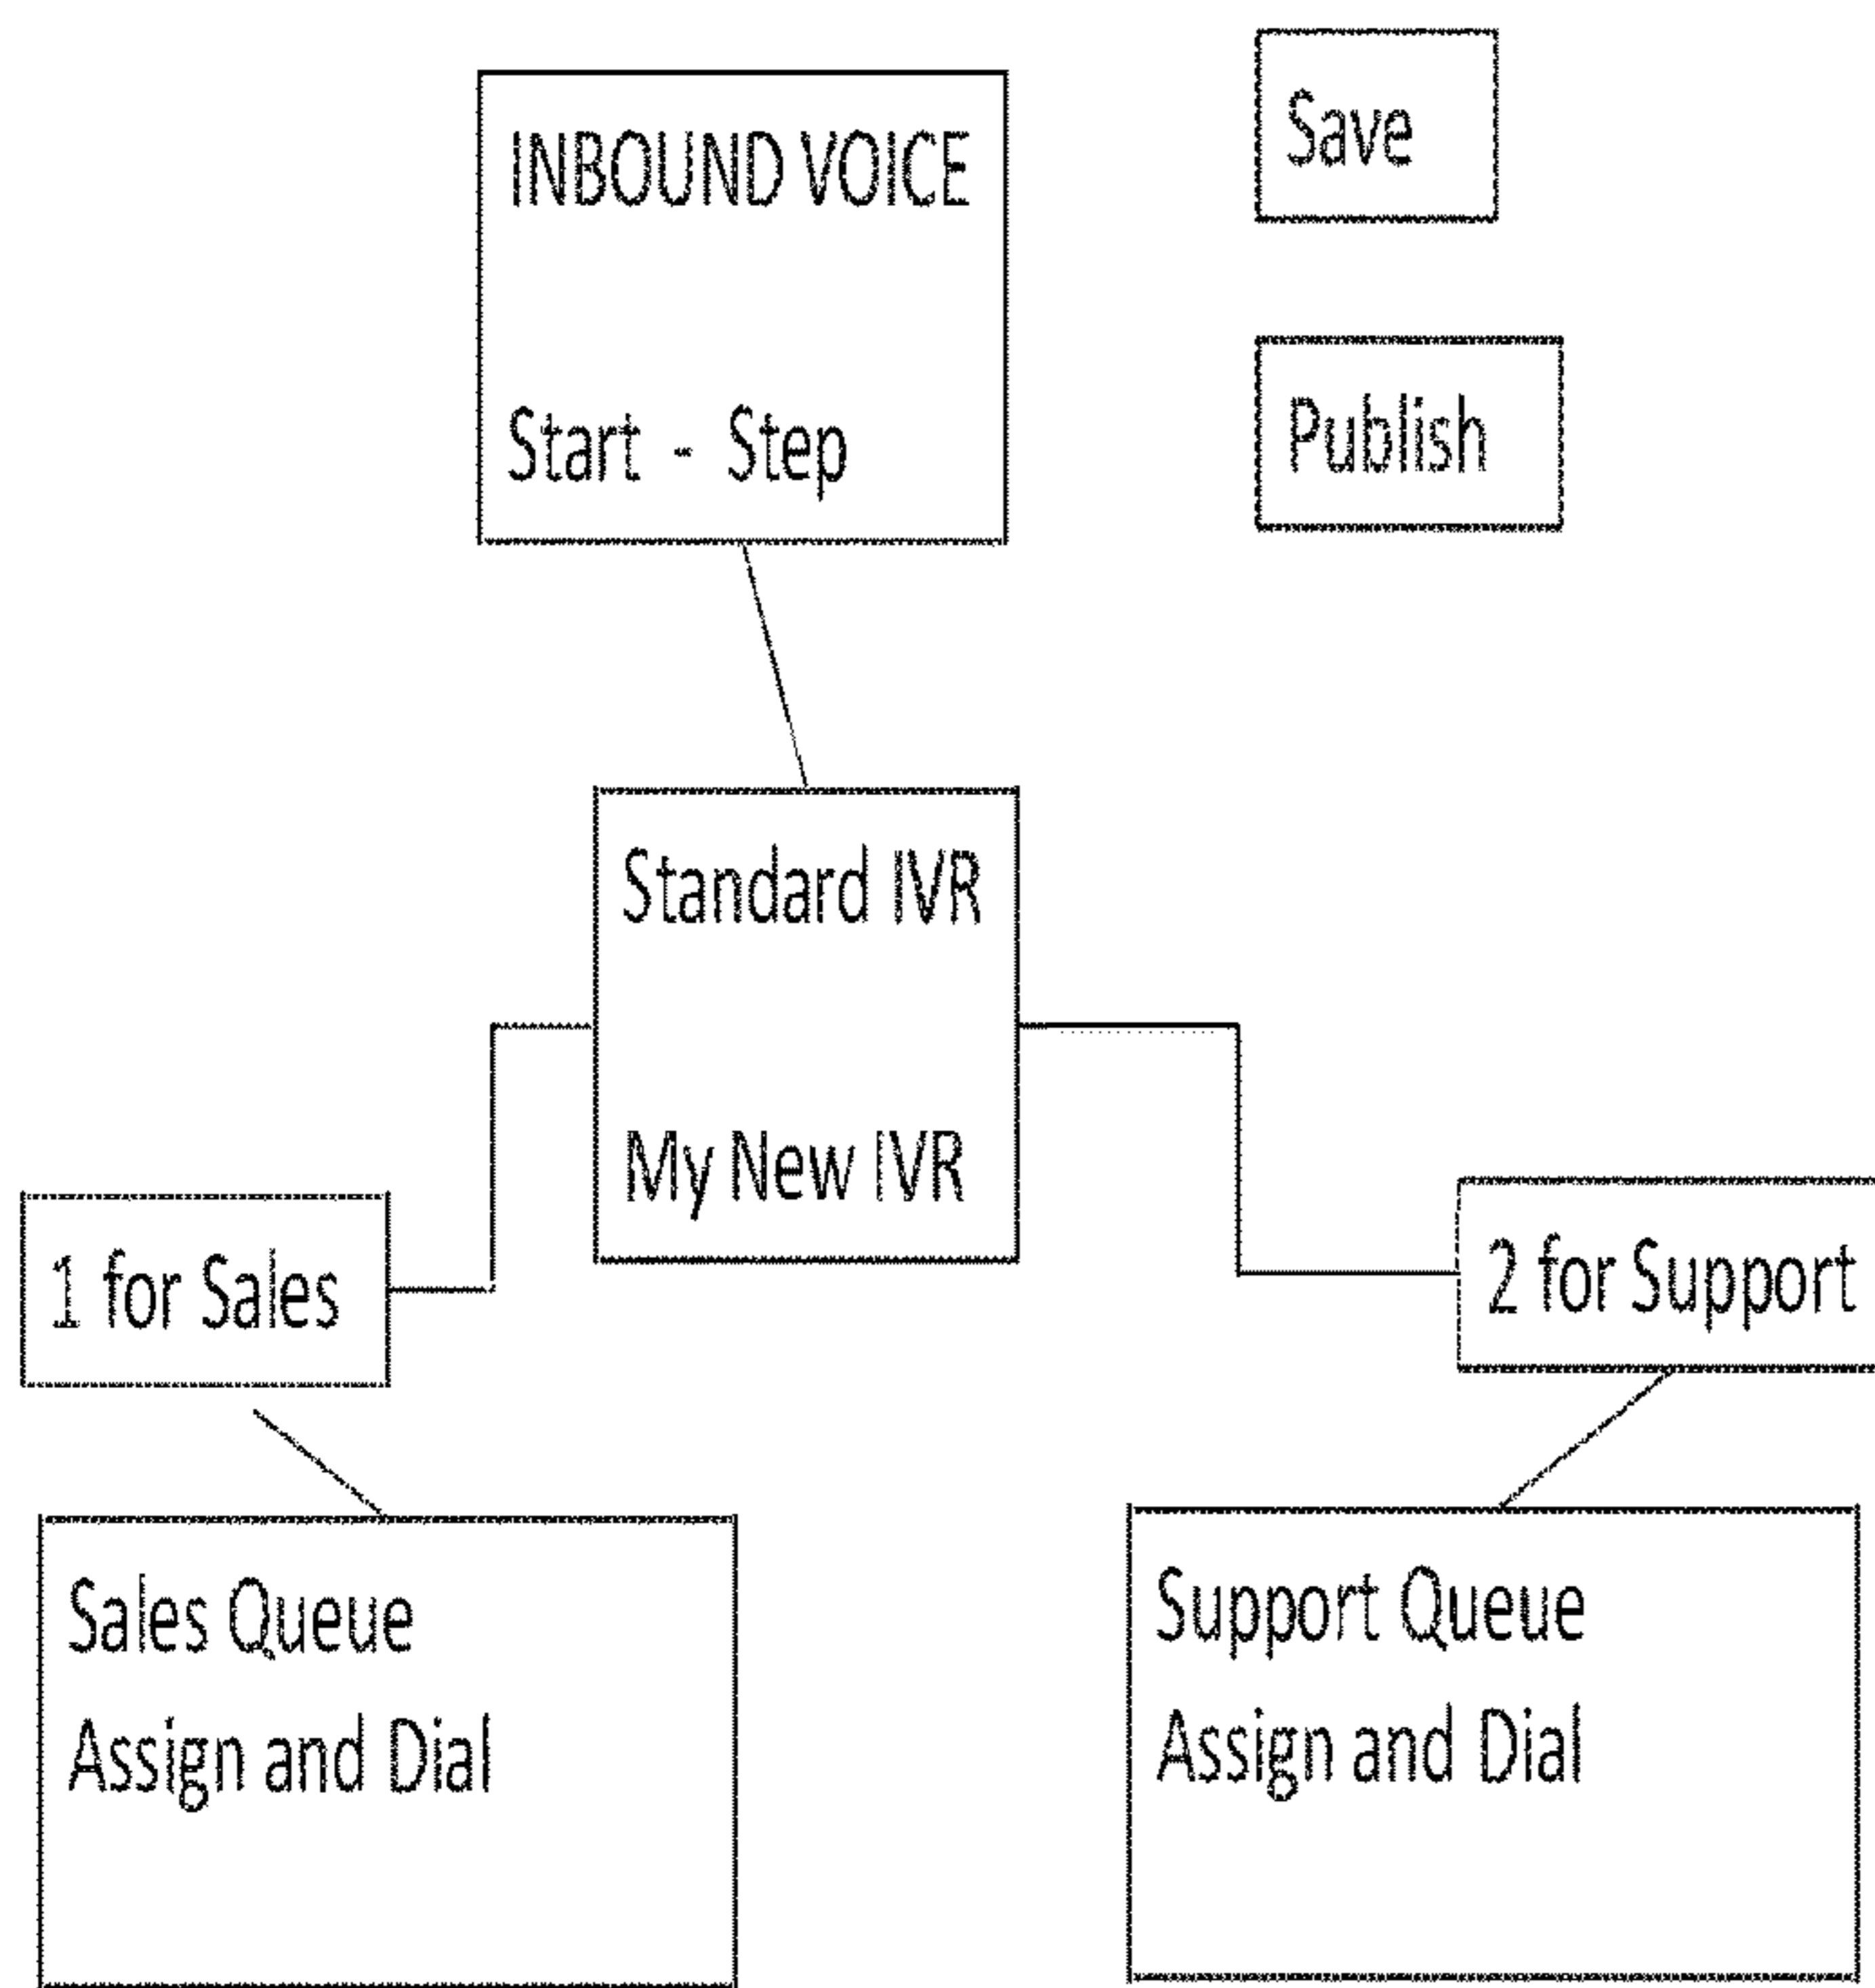 INBOUND VOICE
Start - Step
Save
Publish
Standard IVR
My New IVR
1 for Sales
2 for Support
Sales Queue
Assign and Dial
Support Queue
Assign and Dial